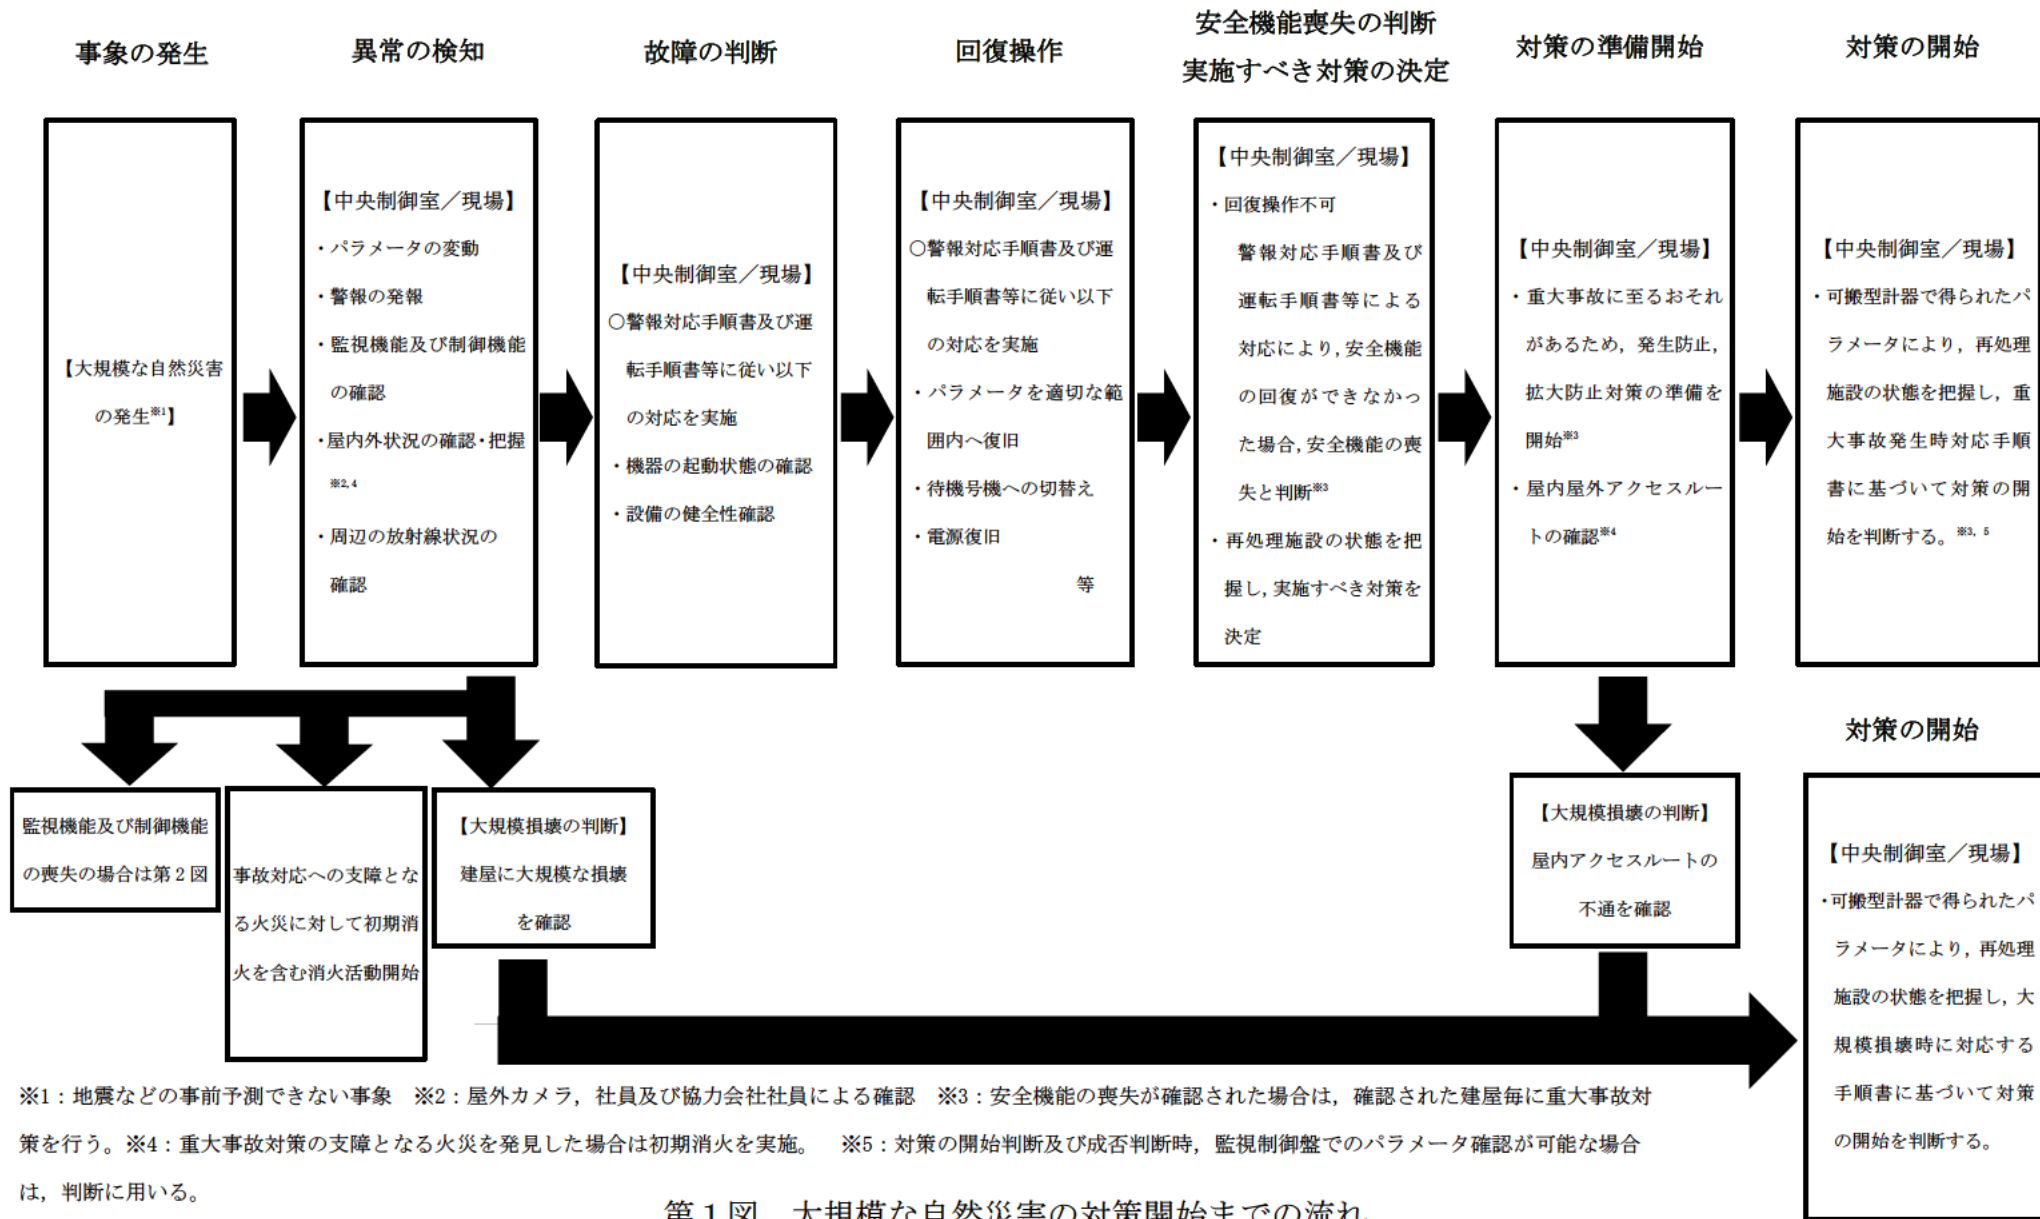 事象の発生
異常の検知
故障の判断
回復操作
安全機能喪失の判断
実施すべき対策の決定
対策の準備開始
対策の開始
【大規模な自然災害
の発生※1】
【中央制御室／現場】
・パラメータの変動
・警報の発報
・監視機能及び制御機能
の確認
・屋内外状況の確認・把握
※2,4
・周辺の放射線状況の
確認
【中央制御室／現場】
○警報対応手順書及び運
転手順書等に従い以下
の対応を実施
・機器の起動状態の確認
・設備の健全性確認
【中央制御室／現場】
○警報対応手順書及び運
転手順書等に従い以下
の対応を実施
・パラメータを適切な範
囲内へ復旧
・待機号機への切替え
・電源復旧
等
【中央制御室／現場】
・回復操作不可
警報対応手順書及び
運転手順書等による
対応により，安全機能
の回復ができなかっ
た場合，安全機能の喪
失と判断※3
・再処理施設の状態を把
握し，実施すべき対策を
決定
【中央制御室／現場】
・重大事故に至るおそれ
があるため，発生防止，
拡大防止対策の準備を
開始※3
・屋内屋外アクセスルー
トの確認※4
【中央制御室／現場】
・可搬型計器で得られたパ
ラメータにより，再処理
施設の状態を把握し，重
大事故発生時対応手順
書に基づいて対策の開
始を判断する。※3，5
監視機能及び制御機能
の喪失の場合は第2図
事故対応への支障とな
る火災に対して初期消
火を含む消火活動開始
【大規模損壊の判断】
建屋に大規模な損壊
を確認
【大規模損壊の判断】
屋内アクセスルートの
不通を確認
対策の開始
【中央制御室／現場】
・可搬型計器で得られたパ
ラメータにより，再処理
施設の状態を把握し，大
規模損壊時に対応する
手順書に基づいて対策
の開始を判断する。
※1：地震などの事前予測できない事象　※2：屋外カメラ，社員及び協力会社社員による確認　※3：安全機能の喪失が確認された場合は，確認された建屋毎に重大事故対
策を行う。※4：重大事故対策の支障となる火災を発見した場合は初期消火を実施。　※5：対策の開始判断及び成否判断時，監視制御盤でのパラメータ確認が可能な場合
は，判断に用いる。
第1図　大規模な自然災害の対策開始までの流れ